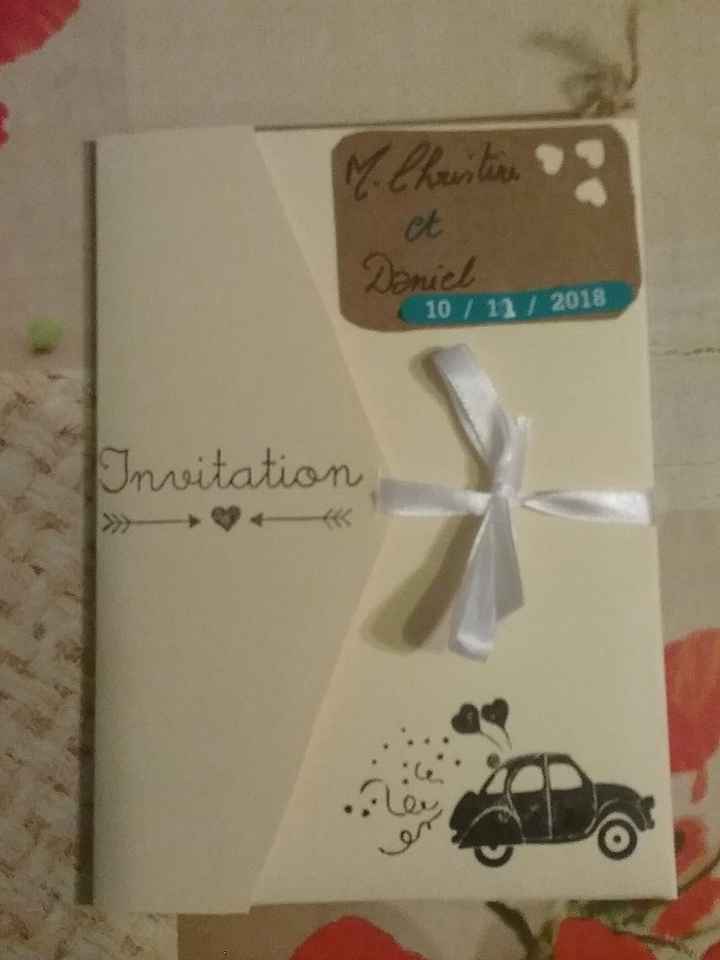 M. Christine
et
Daniel
10 / 11 / 2018
Invitation